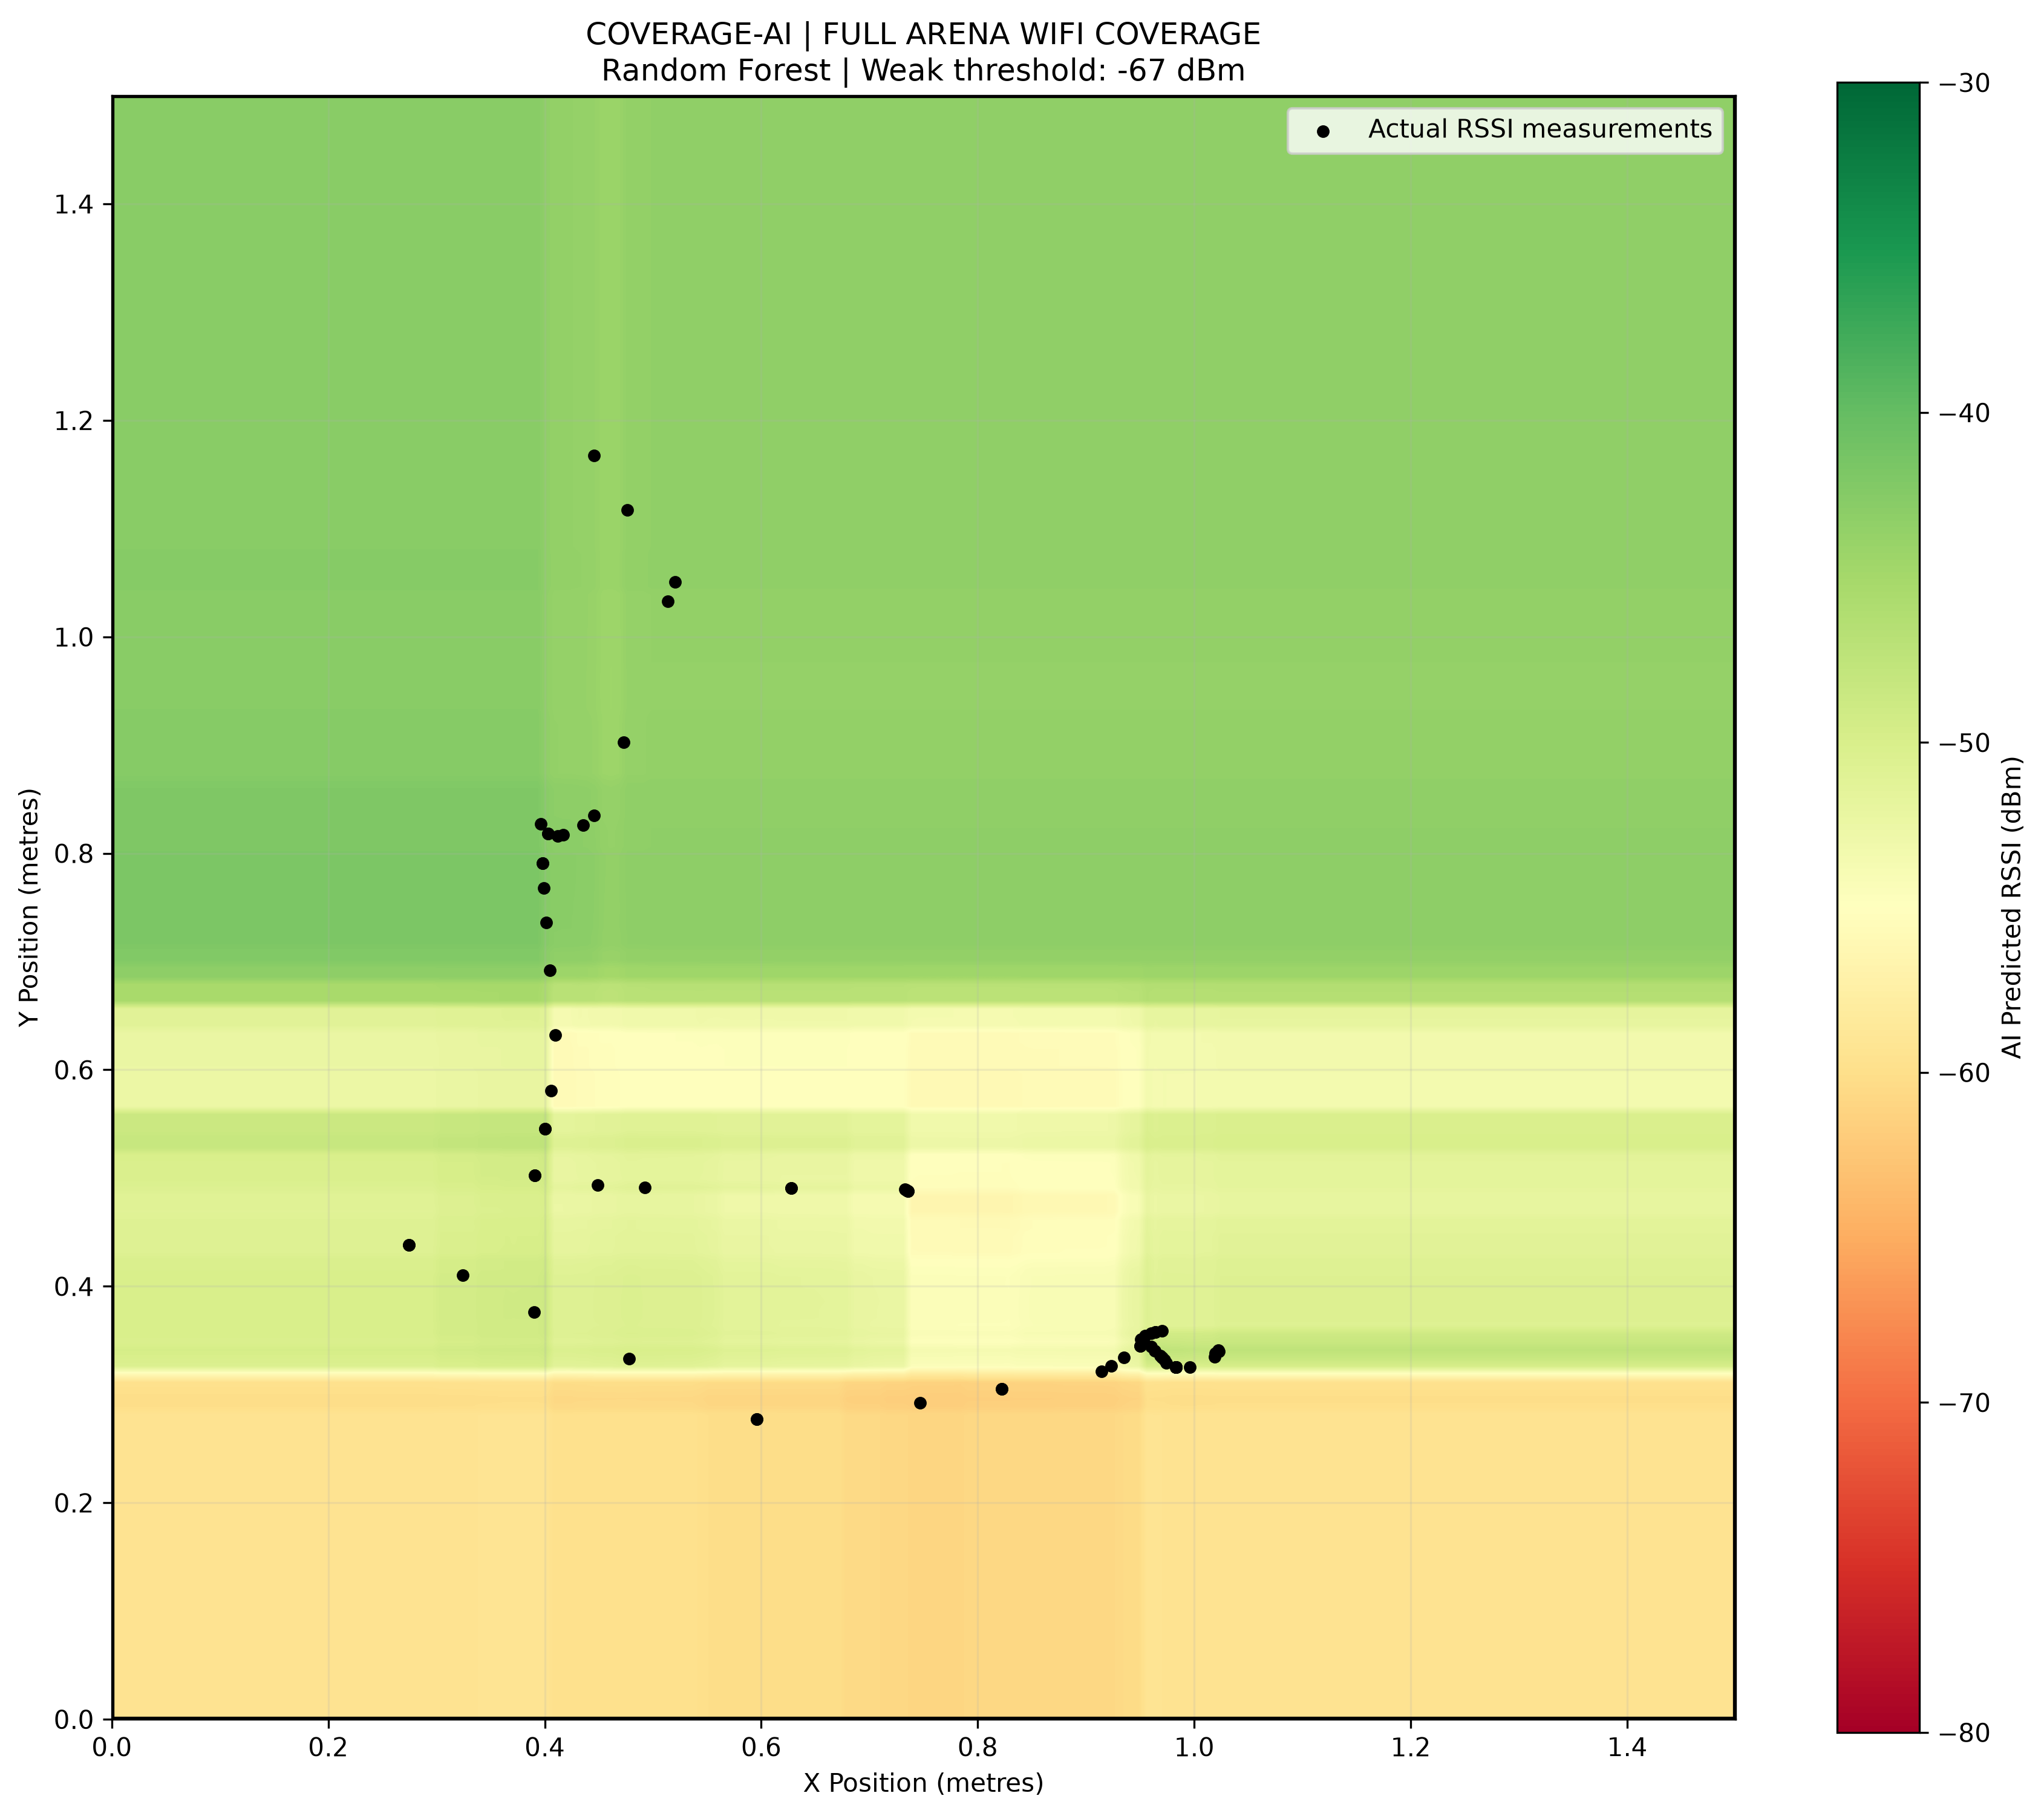 COVERAGE-AI | FULL ARENA WIFI COVERAGE
Random Forest | Weak threshold: -67 dBm
Actual RSSI measurements
1.4
1.2
1.0
0.8
0.6
0.4
0.2
0.0
Y Position (metres)
0.0 0.2 0.4 0.6 0.8 1.0 1.2 1.4
X Position (metres)
−30
−40
−50
−60
−70
−80
AI Predicted RSSI (dBm)